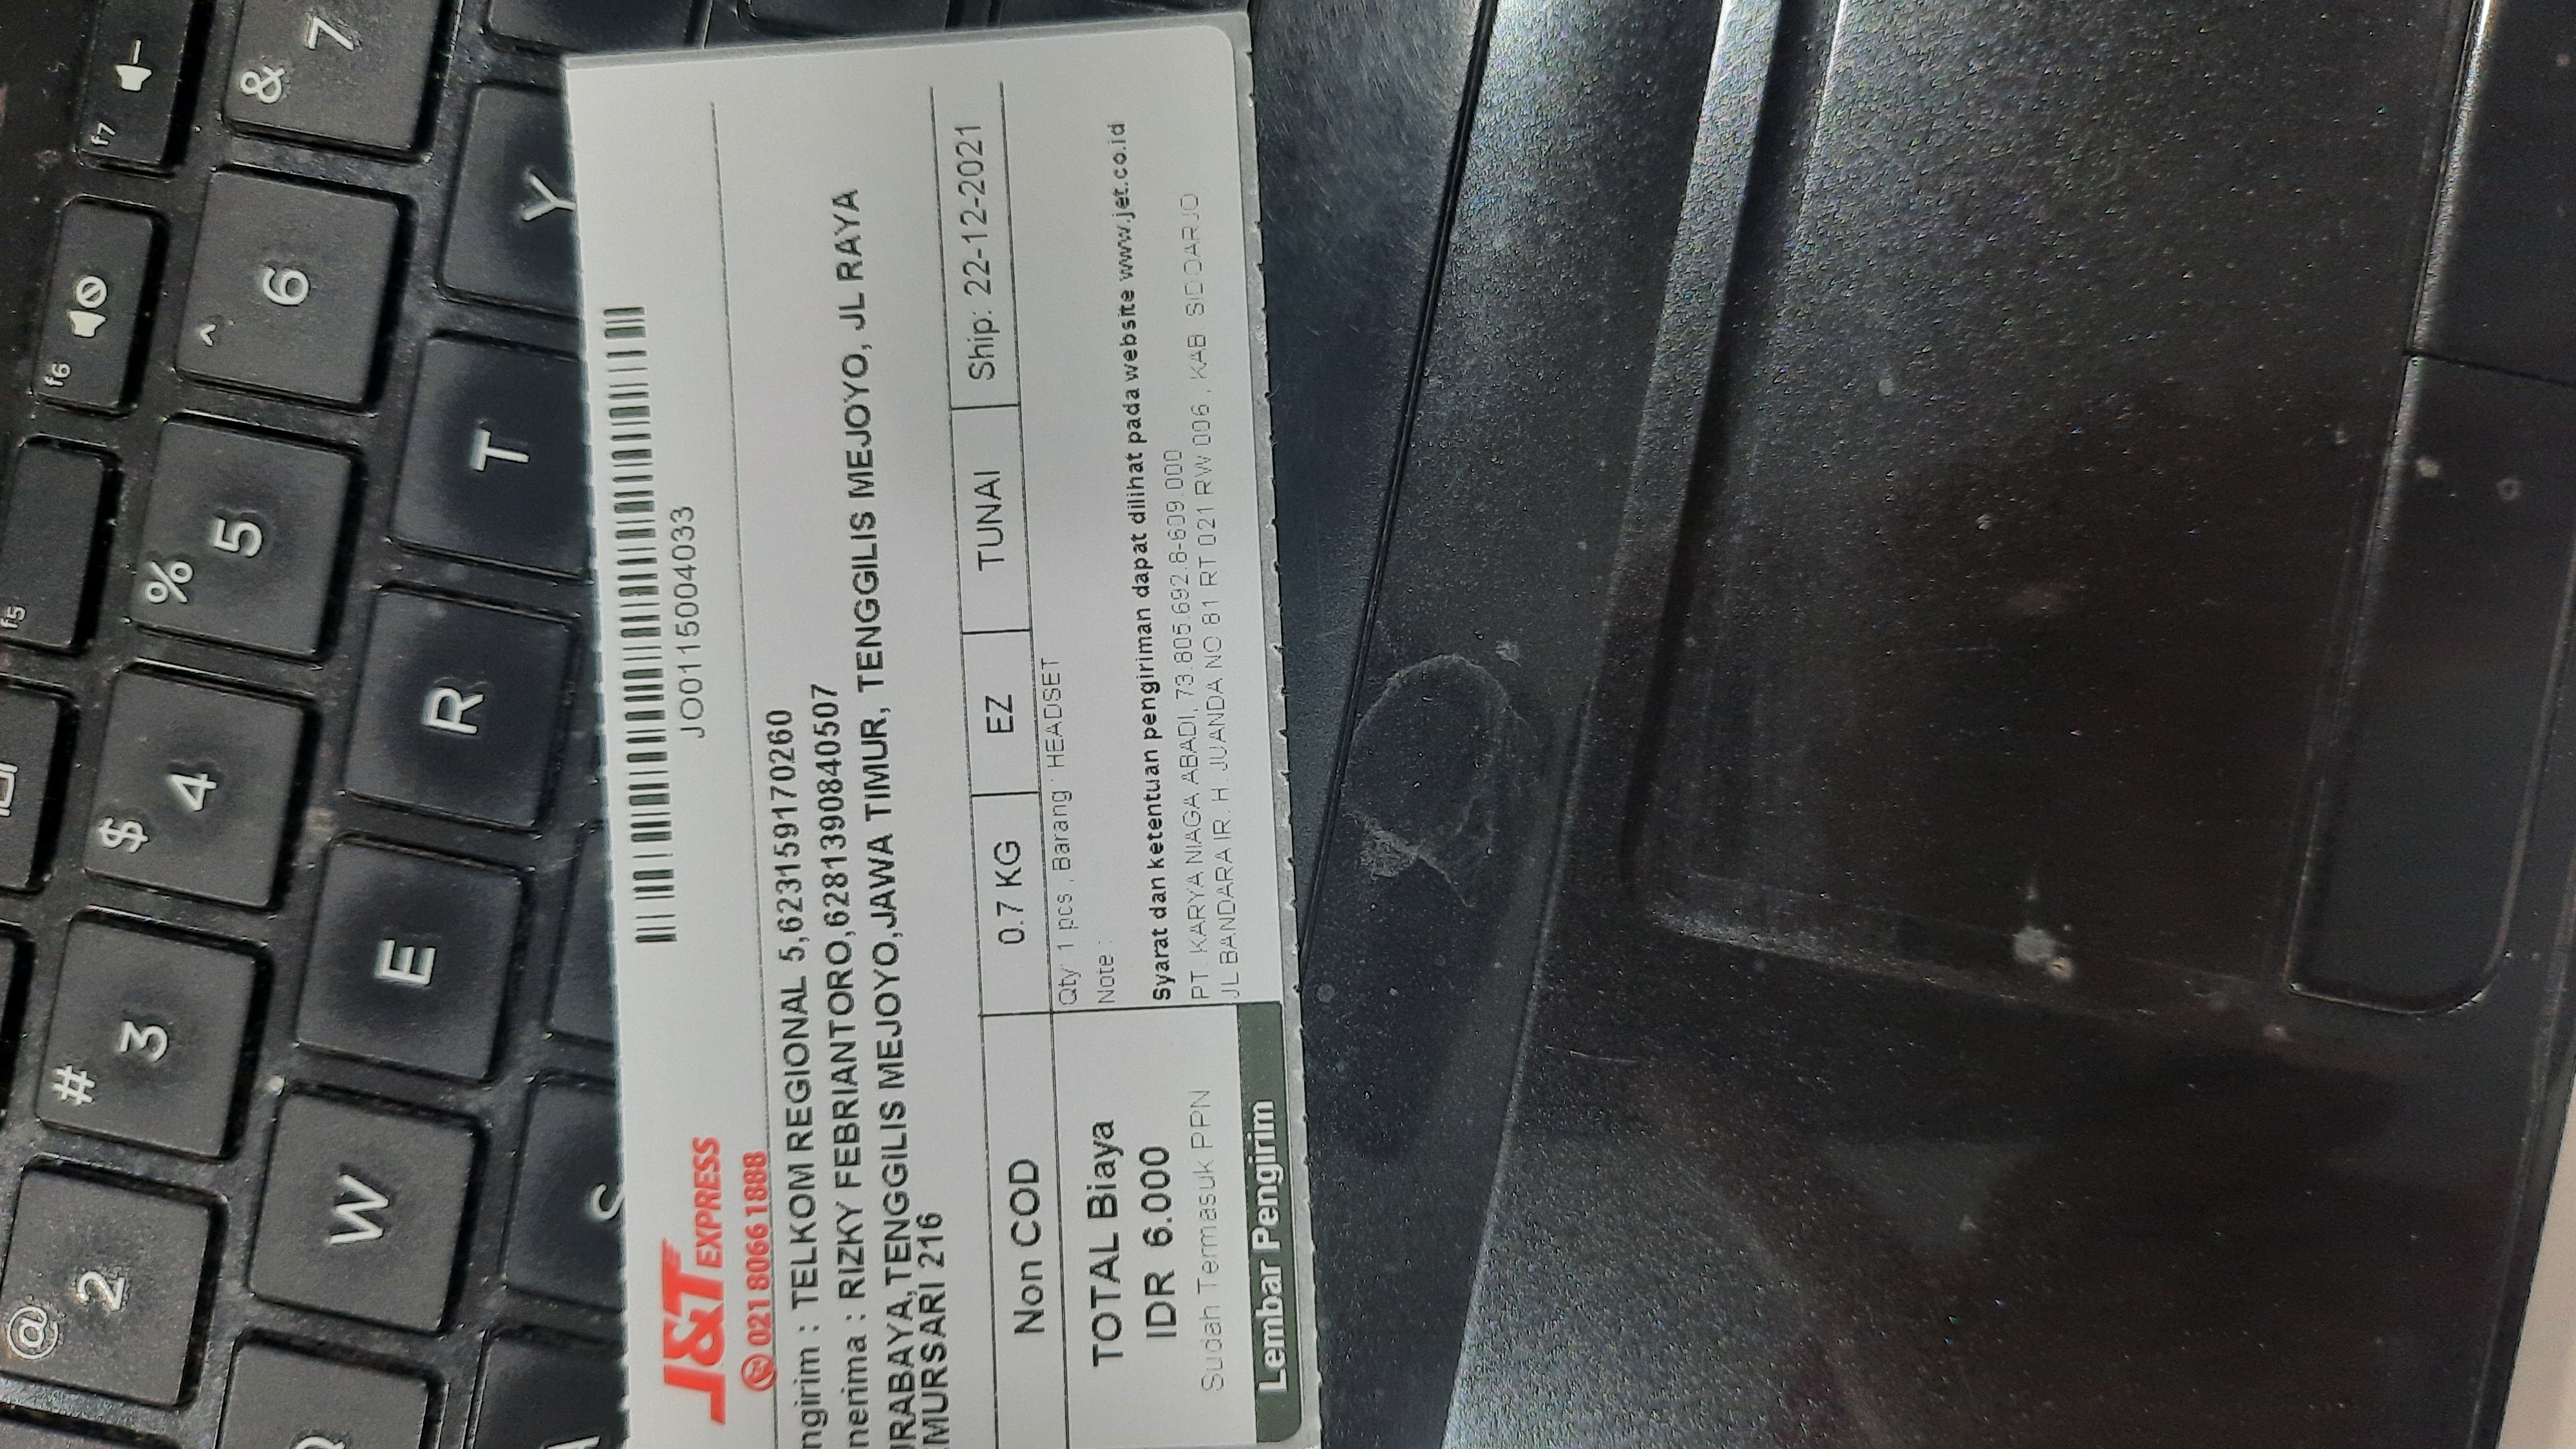 f5
f6
f7
@ # $ % ^ &
2 3 4 5 6 7
W E R T Y
S
J&T EXPRESS
021 8066 1888
JO0115004033
ngirim : TELKOM REGIONAL 5,623159170260
nerima : RIZKY FEBRIANTORO,6281390840507
URABAYA,TENGGILIS MEJOYO,JAWA TIMUR, TENGGILIS MEJOYO, JL RAYA
EMURSARI 216
Non COD 0.7 KG EZ TUNAI Ship: 22-12-2021
TOTAL Biaya
IDR 6.000
Sudah Termasuk PPN
Lembar Pengirim
Qty: 1 pcs , Barang : HEADSET
Note :
Syarat dan ketentuan pengiriman dapat dilihat pada website www.jet.co.id
PT. KARYA NIAGA ABADI, 73.805.692.8-609.000
JL BANDARA IR. H. JUANDA NO 81 RT 021 RW 006 , KAB. SIDOARJO